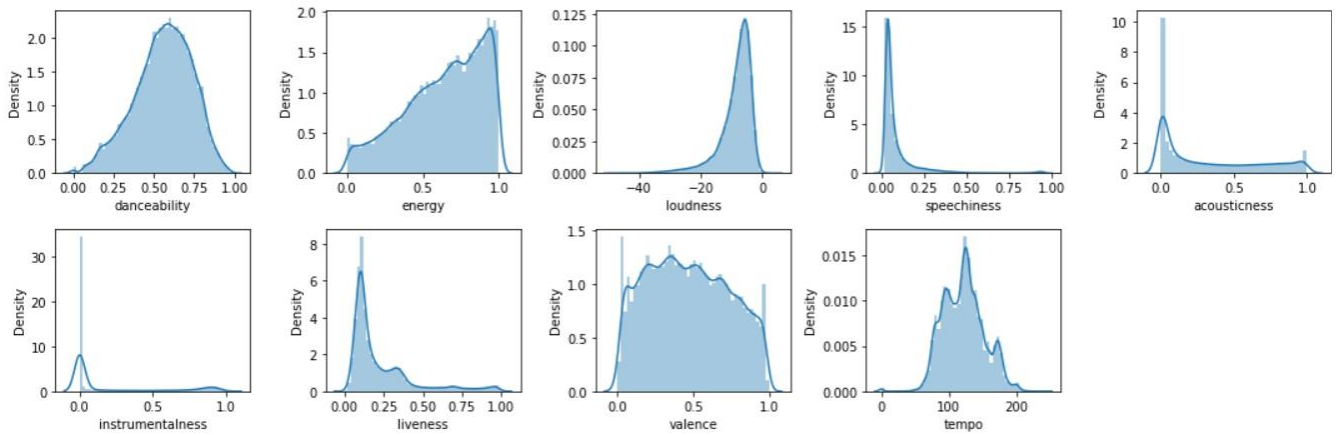 Density
2.0
1.5
1.0
0.5
0.0
0.00 0.25 0.50 0.75 1.00
danceability
Density
2.0
1.5
1.0
0.5
0.0
0.0 0.5 1.0
energy
Density
0.125
0.100
0.075
0.050
0.025
0.000
−40 −20 0
loudness
Density
15
10
5
0
0.00 0.25 0.50 0.75 1.00
speechiness
Density
10
8
6
4
2
0
0.0 0.5 1.0
acousticness
Density
30
20
10
0
0.0 0.5 1.0
instrumentalness
Density
8
6
4
2
0
0.00 0.25 0.50 0.75 1.00
liveness
Density
1.5
1.0
0.5
0.0
0.0 0.5 1.0
valence
Density
0.015
0.010
0.005
0.000
0 100 200
tempo